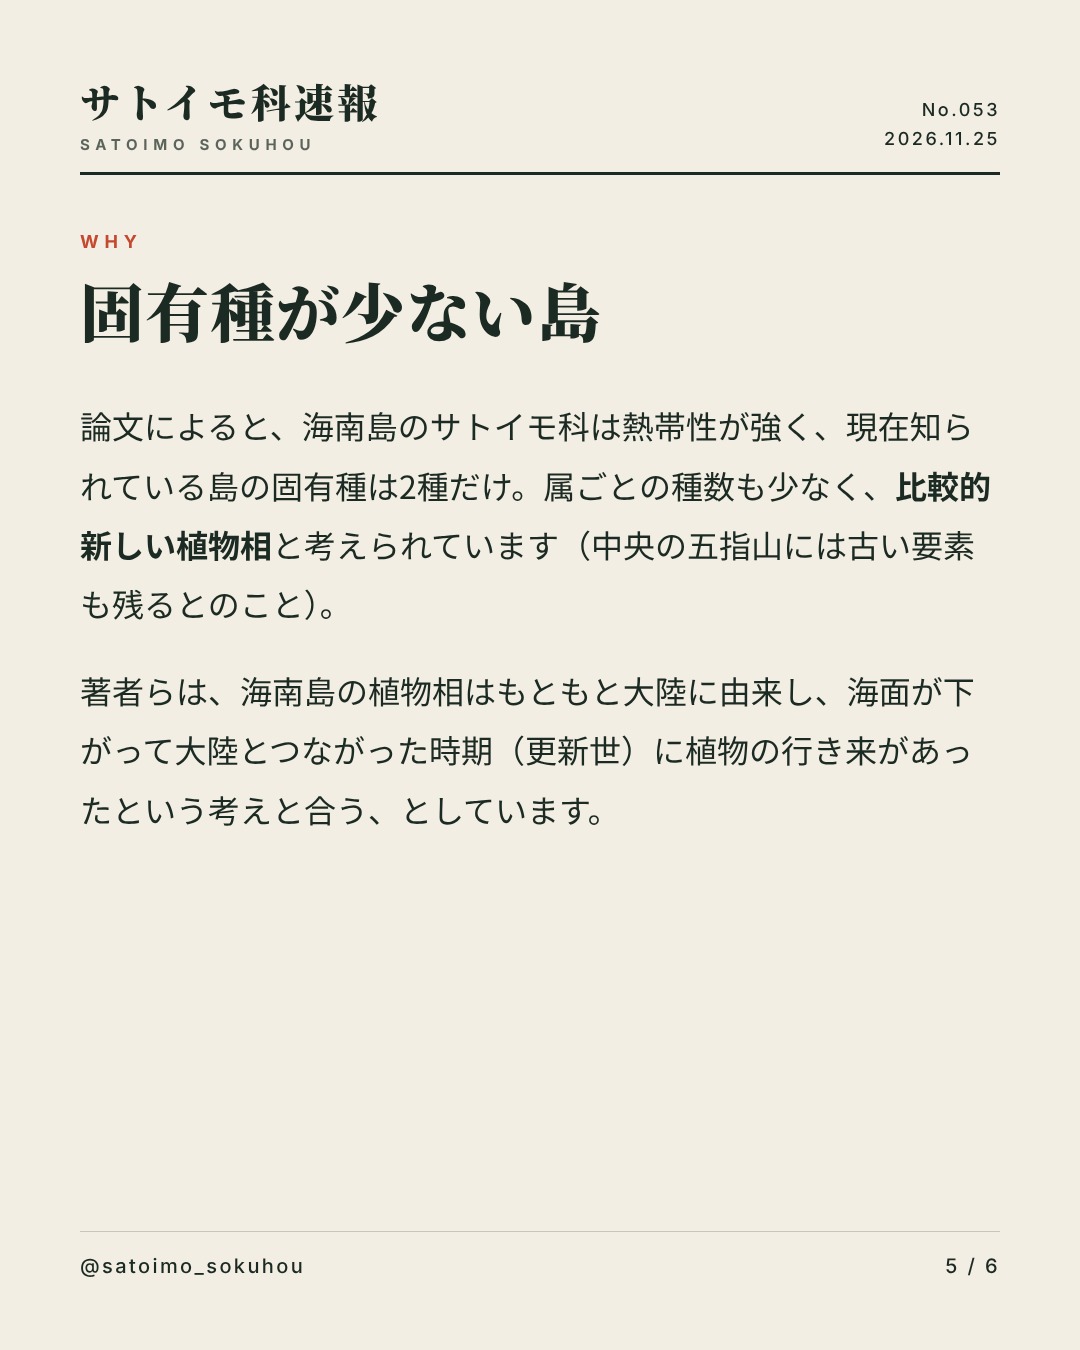 サトイモ科速報
SATOIMO SOKUHOU
No.053
2026.11.25
WHY
固有種が少ない島
論文によると、海南島のサトイモ科は熱帯性が強く、現在知ら
れている島の固有種は2種だけ。属ごとの種数も少なく、比較的
新しい植物相と考えられています（中央の五指山には古い要素
も残るとのこと）。
著者らは、海南島の植物相はもともと大陸に由来し、海面が下
がって大陸とつながった時期（更新世）に植物の行き来があっ
たという考えと合う、としています。
@satoimo_sokuhou
5 / 6